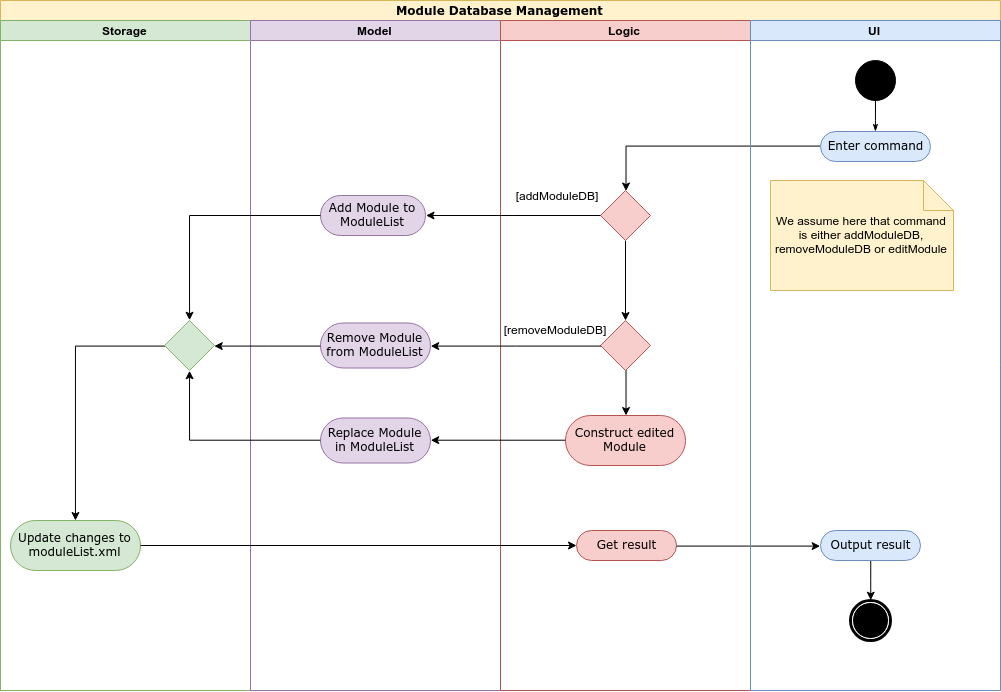 Module Database Management
Storage
Model
Logic
UI
Enter command
[addModuleDB]
Add Module to
ModuleList
We assume here that command
is either addModuleDB,
removeModuleDB or editModule
[removeModuleDB]
Remove Module
from ModuleList
Replace Module
in ModuleList
Construct edited
Module
Update changes to
moduleList.xml
Get result
Output result